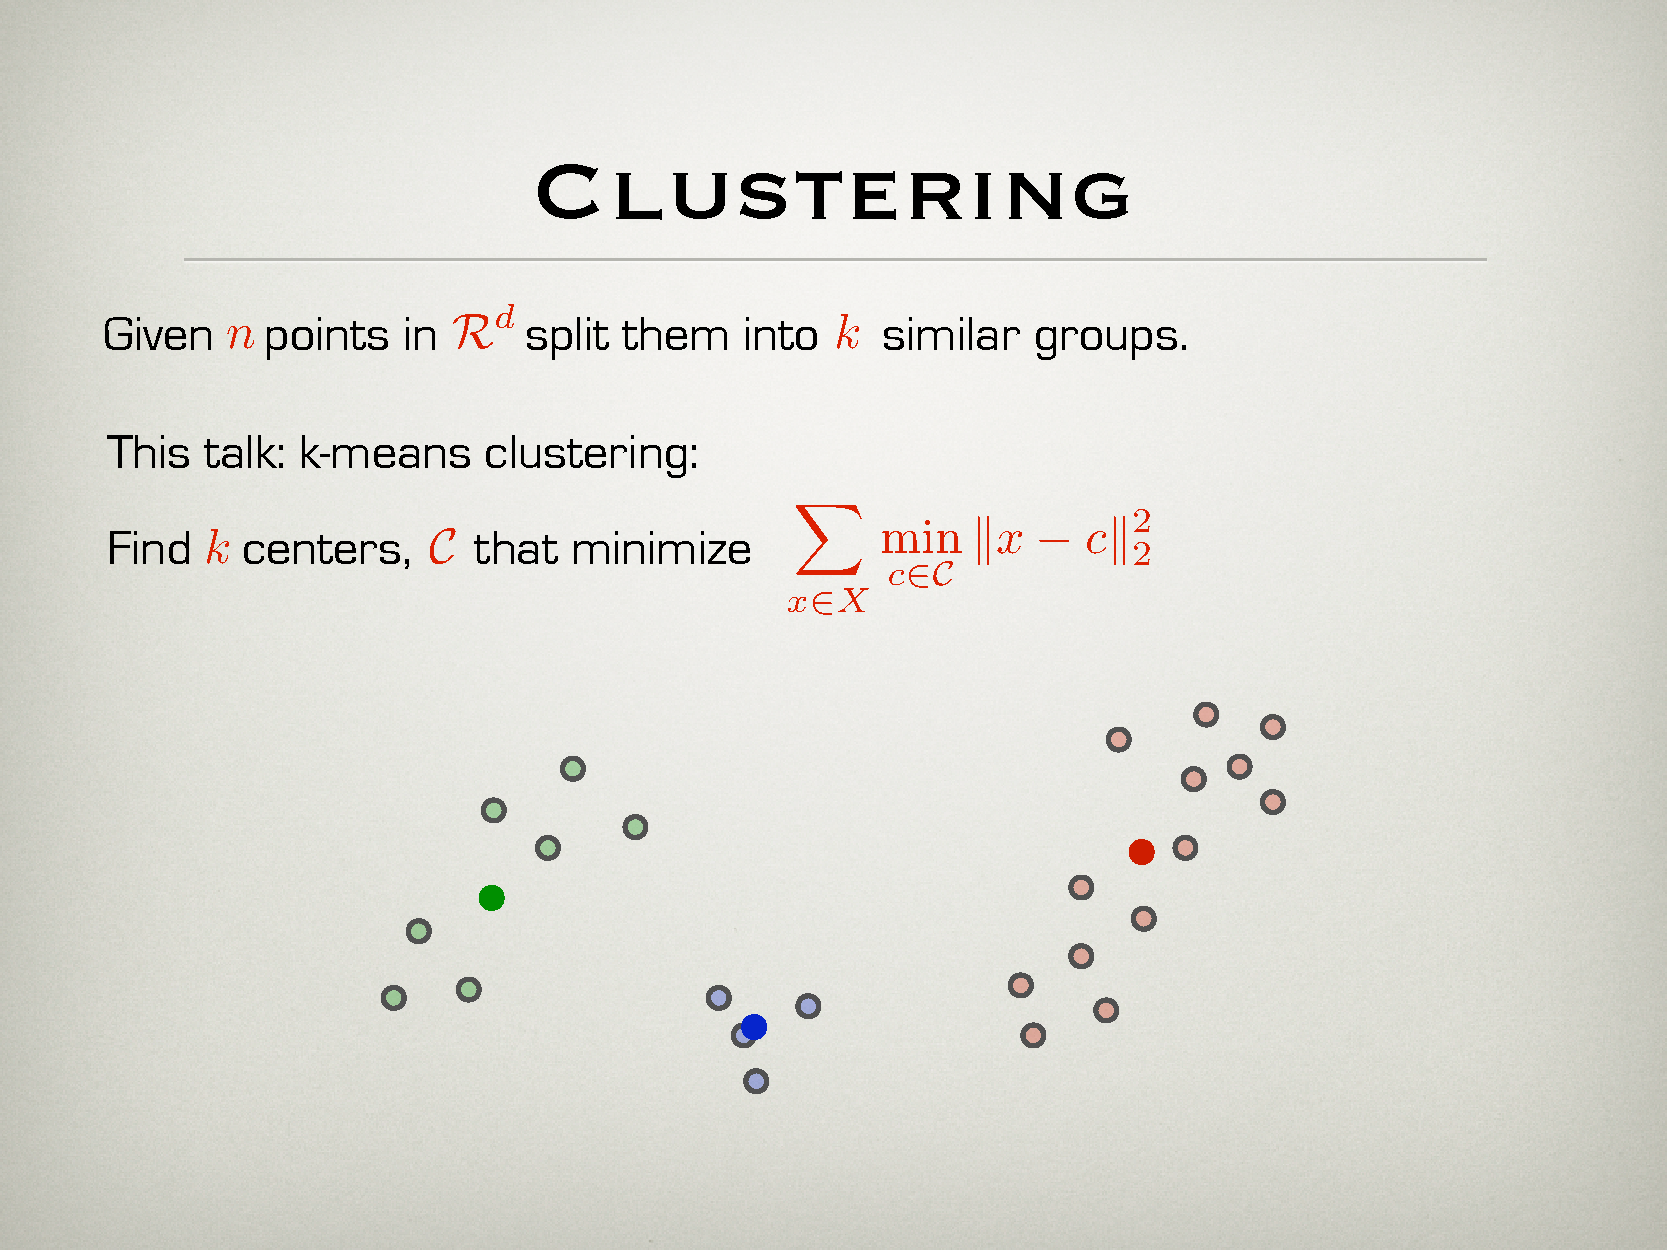 CLUSTERING
Given n points in ℛ^d split them into k similar groups.
This talk: k-means clustering:
Find k centers, 𝒞 that minimize ∑_{x∈X} min_{c∈𝒞} ‖x − c‖₂²